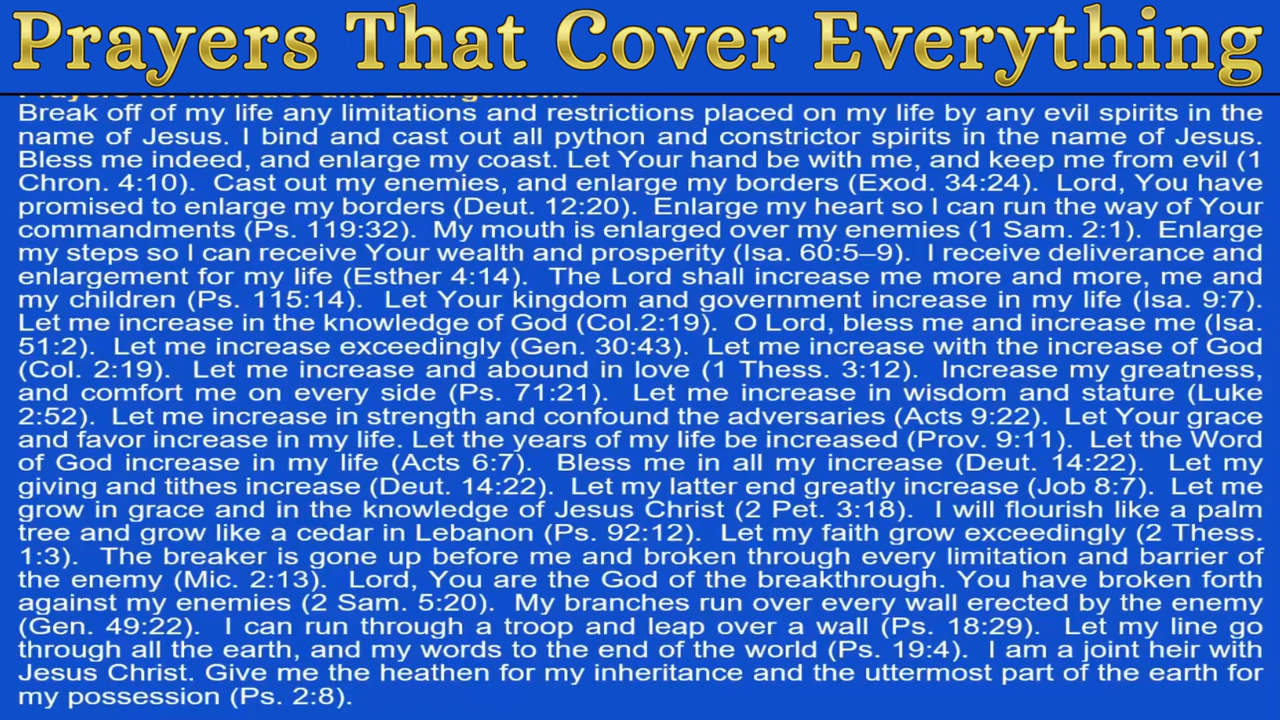 Prayers That Cover Everything
Prayers for Increase and Enlargement:
Break off of my life any limitations and restrictions placed on my life by any evil spirits in the
name of Jesus. I bind and cast out all python and constrictor spirits in the name of Jesus.
Bless me indeed, and enlarge my coast. Let Your hand be with me, and keep me from evil (1
Chron. 4:10).  Cast out my enemies, and enlarge my borders (Exod. 34:24).  Lord, You have
promised to enlarge my borders (Deut. 12:20).  Enlarge my heart so I can run the way of Your
commandments (Ps. 119:32).  My mouth is enlarged over my enemies (1 Sam. 2:1).  Enlarge
my steps so I can receive Your wealth and prosperity (Isa. 60:5–9).  I receive deliverance and
enlargement for my life (Esther 4:14).  The Lord shall increase me more and more, me and
my children (Ps. 115:14).  Let Your kingdom and government increase in my life (Isa. 9:7).
Let me increase in the knowledge of God (Col.2:19).  O Lord, bless me and increase me (Isa.
51:2).  Let me increase exceedingly (Gen. 30:43).  Let me increase with the increase of God
(Col. 2:19).  Let me increase and abound in love (1 Thess. 3:12).  Increase my greatness,
and comfort me on every side (Ps. 71:21).  Let me increase in wisdom and stature (Luke
2:52).  Let me increase in strength and confound the adversaries (Acts 9:22).  Let Your grace
and favor increase in my life. Let the years of my life be increased (Prov. 9:11).  Let the Word
of God increase in my life (Acts 6:7).  Bless me in all my increase (Deut. 14:22).  Let my
giving and tithes increase (Deut. 14:22).  Let my latter end greatly increase (Job 8:7).  Let me
grow in grace and in the knowledge of Jesus Christ (2 Pet. 3:18).  I will flourish like a palm
tree and grow like a cedar in Lebanon (Ps. 92:12).  Let my faith grow exceedingly (2 Thess.
1:3).  The breaker is gone up before me and broken through every limitation and barrier of
the enemy (Mic. 2:13).  Lord, You are the God of the breakthrough. You have broken forth
against my enemies (2 Sam. 5:20).  My branches run over every wall erected by the enemy
(Gen. 49:22).  I can run through a troop and leap over a wall (Ps. 18:29).  Let my line go
through all the earth, and my words to the end of the world (Ps. 19:4).  I am a joint heir with
Jesus Christ. Give me the heathen for my inheritance and the uttermost part of the earth for
my possession (Ps. 2:8).